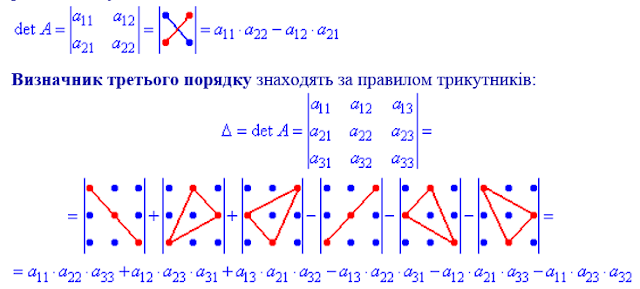 det A = | a₁₁ a₁₂ | = | | = a₁₁ · a₂₂ − a₁₂ · a₂₁
| a₂₁ a₂₂ |
Визначник третього порядку знаходять за правилом трикутників:
| a₁₁ a₁₂ a₁₃ |
Δ = det A = | a₂₁ a₂₂ a₂₃ | =
| a₃₁ a₃₂ a₃₃ |
= | | + | | + | | − | | − | | − | | =
= a₁₁ · a₂₂ · a₃₃ + a₁₂ · a₂₃ · a₃₁ + a₁₃ · a₂₁ · a₃₂ − a₁₃ · a₂₂ · a₃₁ − a₁₂ · a₂₁ · a₃₃ − a₁₁ · a₂₃ · a₃₂